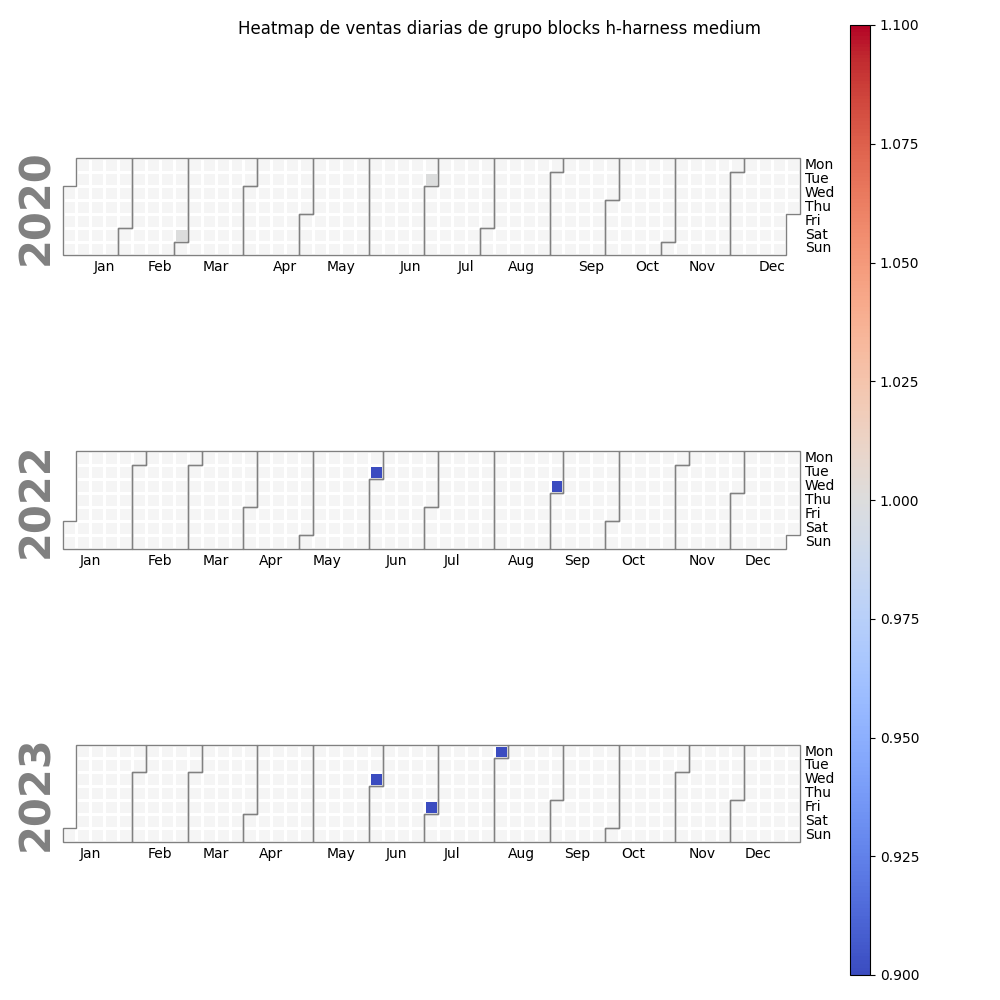 Heatmap de ventas diarias de grupo blocks h-harness medium
2020
Mon
Tue
Wed
Thu
Fri
Sat
Sun
Jan Feb Mar Apr May Jun Jul Aug Sep Oct Nov Dec
2022
Mon
Tue
Wed
Thu
Fri
Sat
Sun
Jan Feb Mar Apr May Jun Jul Aug Sep Oct Nov Dec
2023
Mon
Tue
Wed
Thu
Fri
Sat
Sun
Jan Feb Mar Apr May Jun Jul Aug Sep Oct Nov Dec
1.100
1.075
1.050
1.025
1.000
0.975
0.950
0.925
0.900